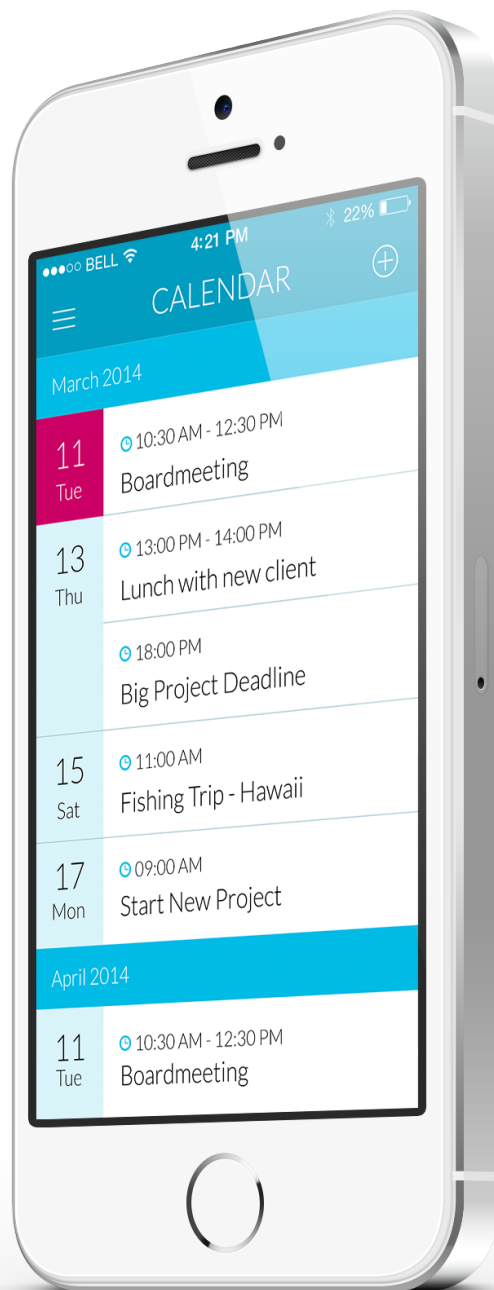 BELL 4:21 PM 22%
CALENDAR
March 2014
11
Tue
10:30 AM - 12:30 PM
Boardmeeting
13
Thu
13:00 PM - 14:00 PM
Lunch with new client
18:00 PM
Big Project Deadline
15
Sat
11:00 AM
Fishing Trip - Hawaii
17
Mon
09:00 AM
Start New Project
April 2014
11
Tue
10:30 AM - 12:30 PM
Boardmeeting